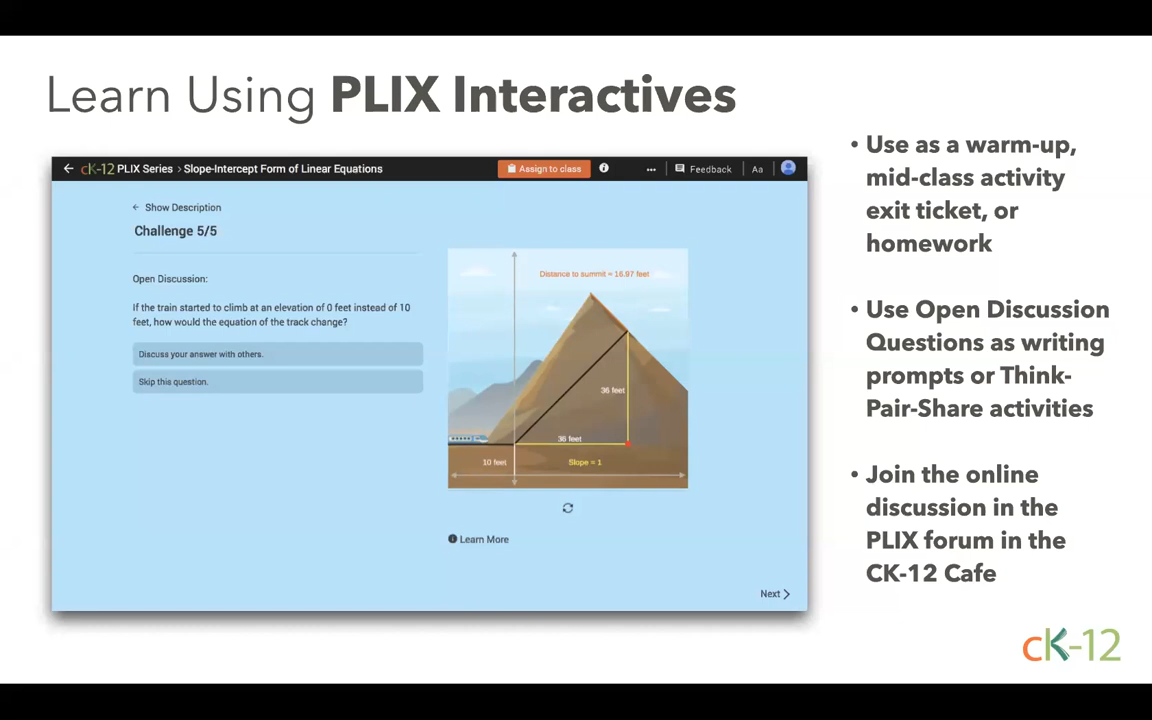 Learn Using PLIX Interactives
cK-12 PLIX Series › Slope-Intercept Form of Linear Equations
Assign to class
...
Feedback
Aa
← Show Description
Challenge 5/5
Open Discussion:
If the train started to climb at an elevation of 0 feet instead of 10
feet, how would the equation of the track change?
Discuss your answer with others.
Skip this question.
Distance to summit = 16.97 feet
36 feet
36 feet
10 feet
Slope = 1
Learn More
Next
• Use as a warm-up,
mid-class activity
exit ticket, or
homework
• Use Open Discussion
Questions as writing
prompts or Think-
Pair-Share activities
• Join the online
discussion in the
PLIX forum in the
CK-12 Cafe
cK-12